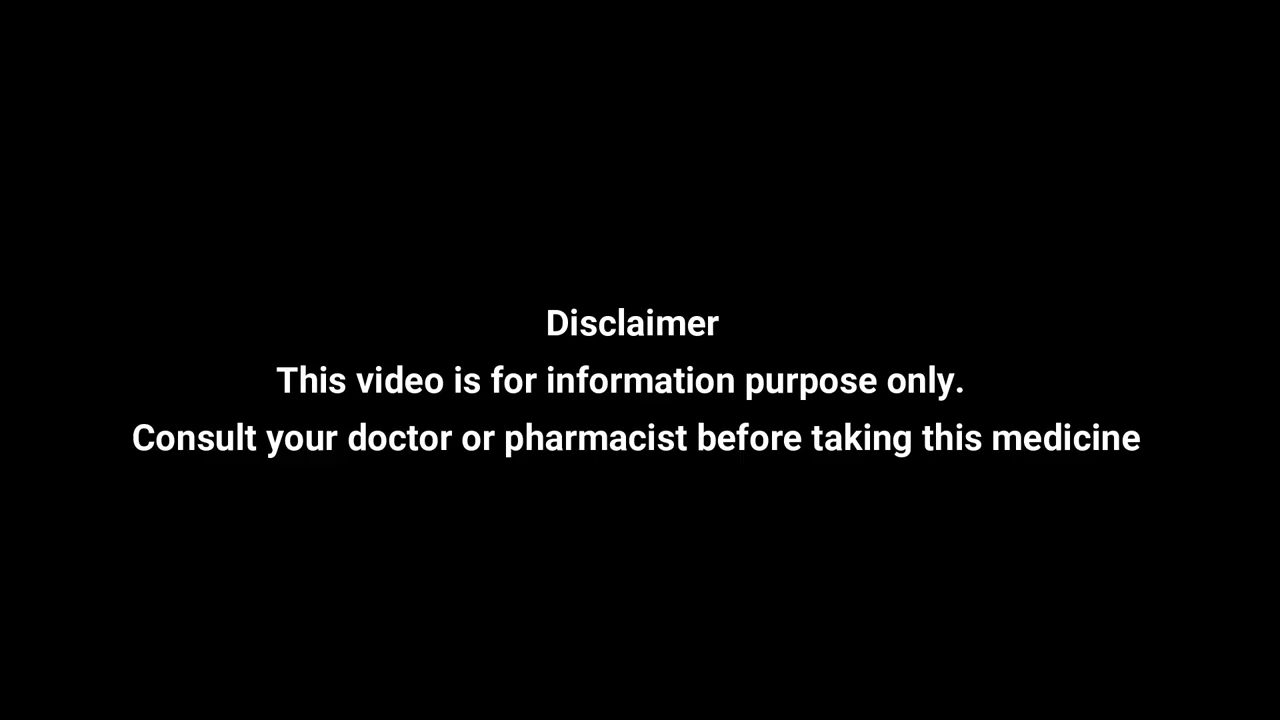 Disclaimer
This video is for information purpose only.
Consult your doctor or pharmacist before taking this medicine